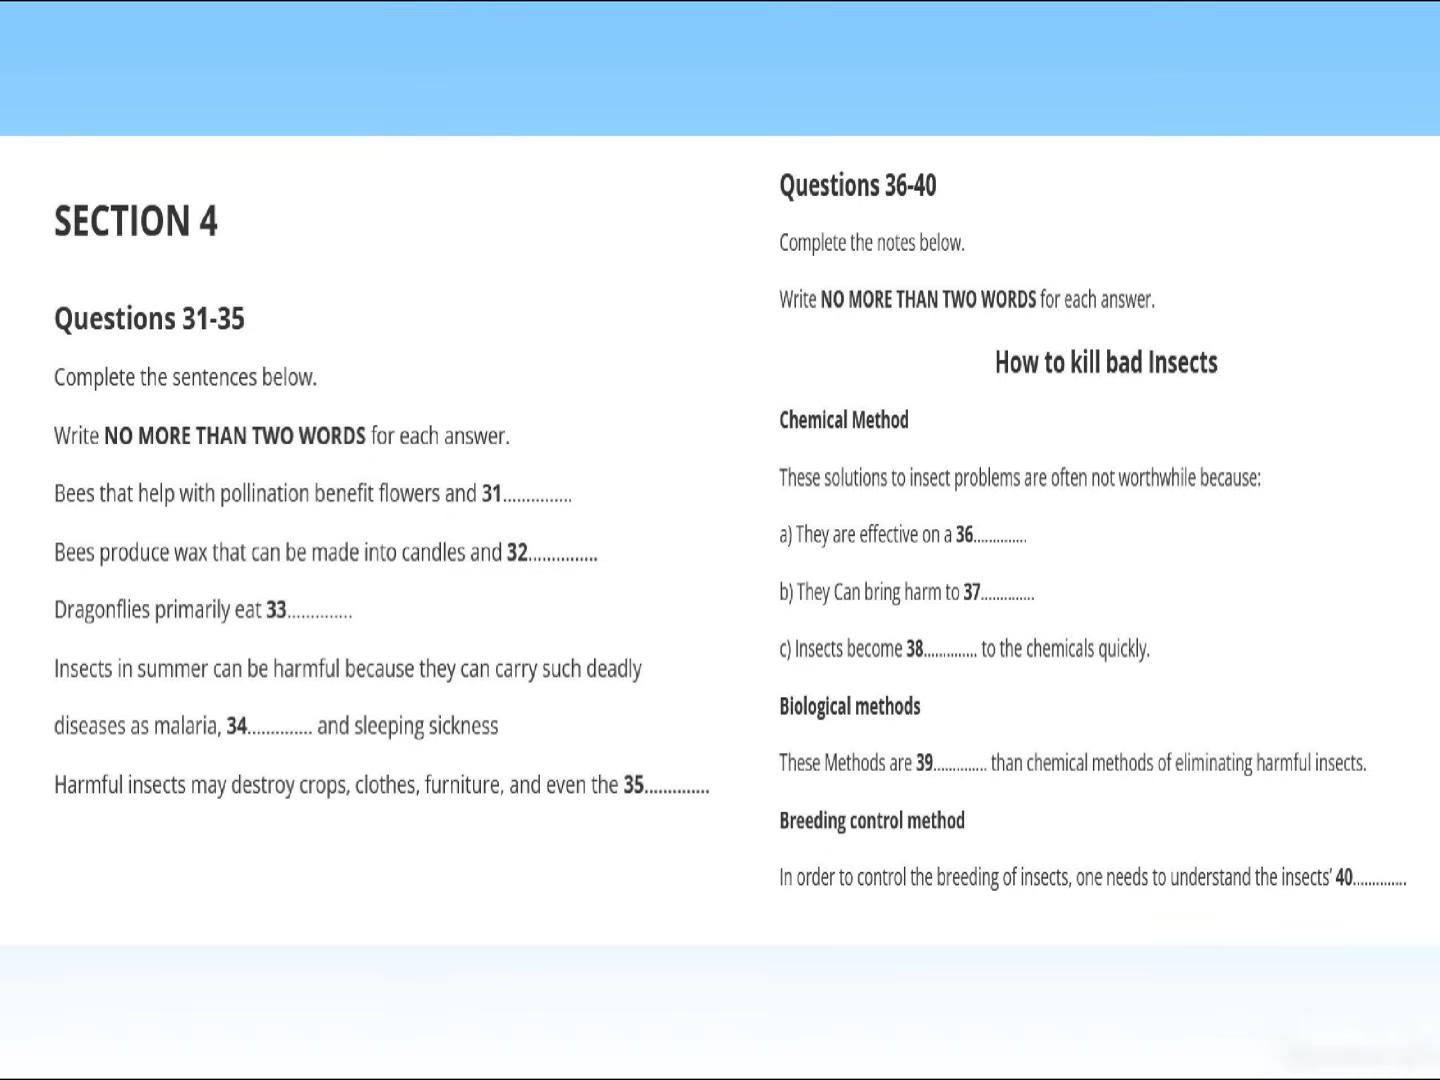 SECTION 4
Questions 31-35
Complete the sentences below.
Write NO MORE THAN TWO WORDS for each answer.
Bees that help with pollination benefit flowers and 31..............
Bees produce wax that can be made into candles and 32..............
Dragonflies primarily eat 33.............
Insects in summer can be harmful because they can carry such deadly
diseases as malaria, 34............. and sleeping sickness
Harmful insects may destroy crops, clothes, furniture, and even the 35.............
Questions 36-40
Complete the notes below.
Write NO MORE THAN TWO WORDS for each answer.
How to kill bad Insects
Chemical Method
These solutions to insect problems are often not worthwhile because:
a) They are effective on a 36.............
b) They Can bring harm to 37.............
c) Insects become 38............. to the chemicals quickly.
Biological methods
These Methods are 39............. than chemical methods of eliminating harmful insects.
Breeding control method
In order to control the breeding of insects, one needs to understand the insects' 40.............